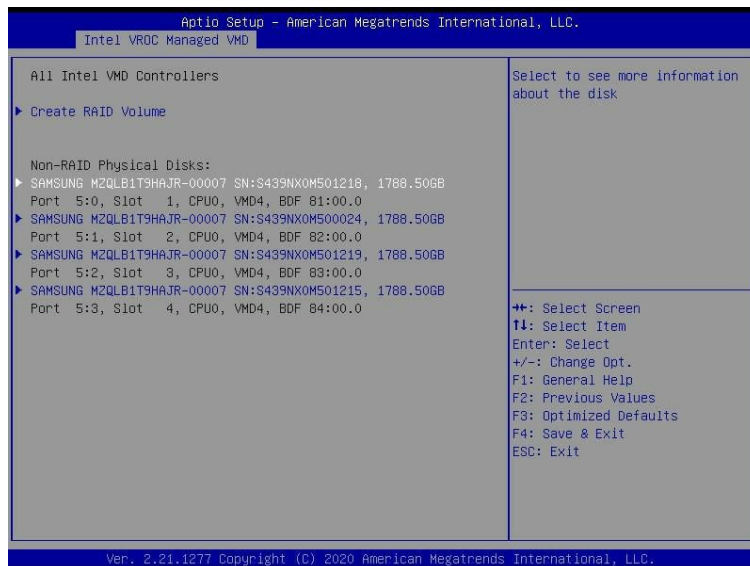 Aptio Setup – American Megatrends International, LLC.
Intel VROC Managed VMD
All Intel VMD Controllers
Create RAID Volume
Non-RAID Physical Disks:
SAMSUNG MZQLB1T9HAJR-00007 SN:S439NX0M501218, 1788.50GB
Port 5:0, Slot 1, CPU0, VMD4, BDF 81:00.0
SAMSUNG MZQLB1T9HAJR-00007 SN:S439NX0M500024, 1788.50GB
Port 5:1, Slot 2, CPU0, VMD4, BDF 82:00.0
SAMSUNG MZQLB1T9HAJR-00007 SN:S439NX0M501219, 1788.50GB
Port 5:2, Slot 3, CPU0, VMD4, BDF 83:00.0
SAMSUNG MZQLB1T9HAJR-00007 SN:S439NX0M501215, 1788.50GB
Port 5:3, Slot 4, CPU0, VMD4, BDF 84:00.0
Select to see more information
about the disk
→←: Select Screen
↑↓: Select Item
Enter: Select
+/-: Change Opt.
F1: General Help
F2: Previous Values
F3: Optimized Defaults
F4: Save & Exit
ESC: Exit
Ver. 2.21.1277 Copyright (C) 2020 American Megatrends International, LLC.